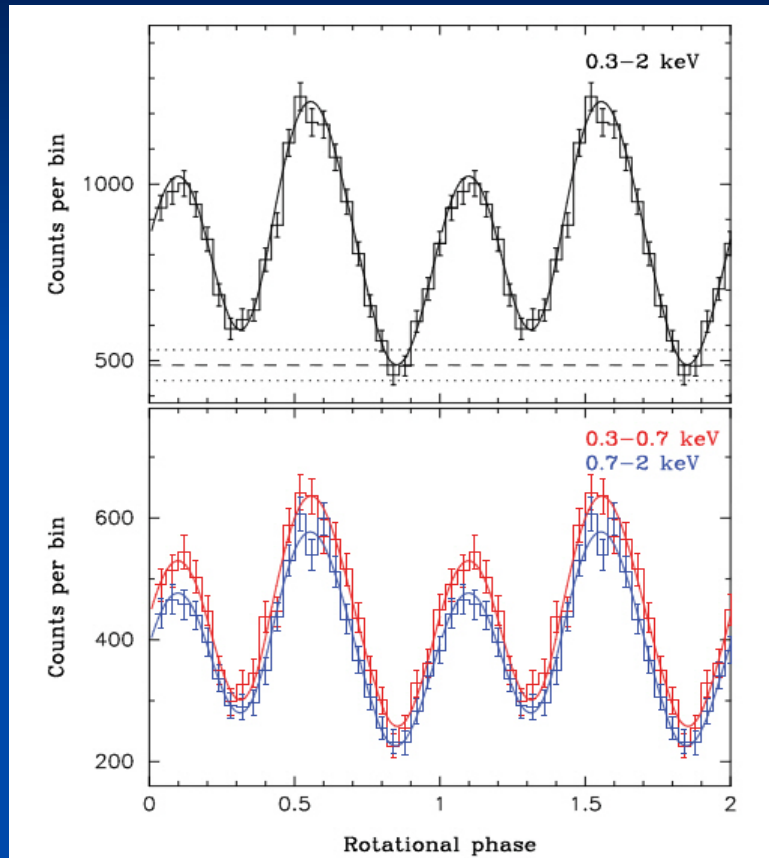 0.3−2 keV
Counts per bin
1000
500
0.3−0.7 keV
0.7−2 keV
Counts per bin
600
400
200
0 0.5 1 1.5 2
Rotational phase